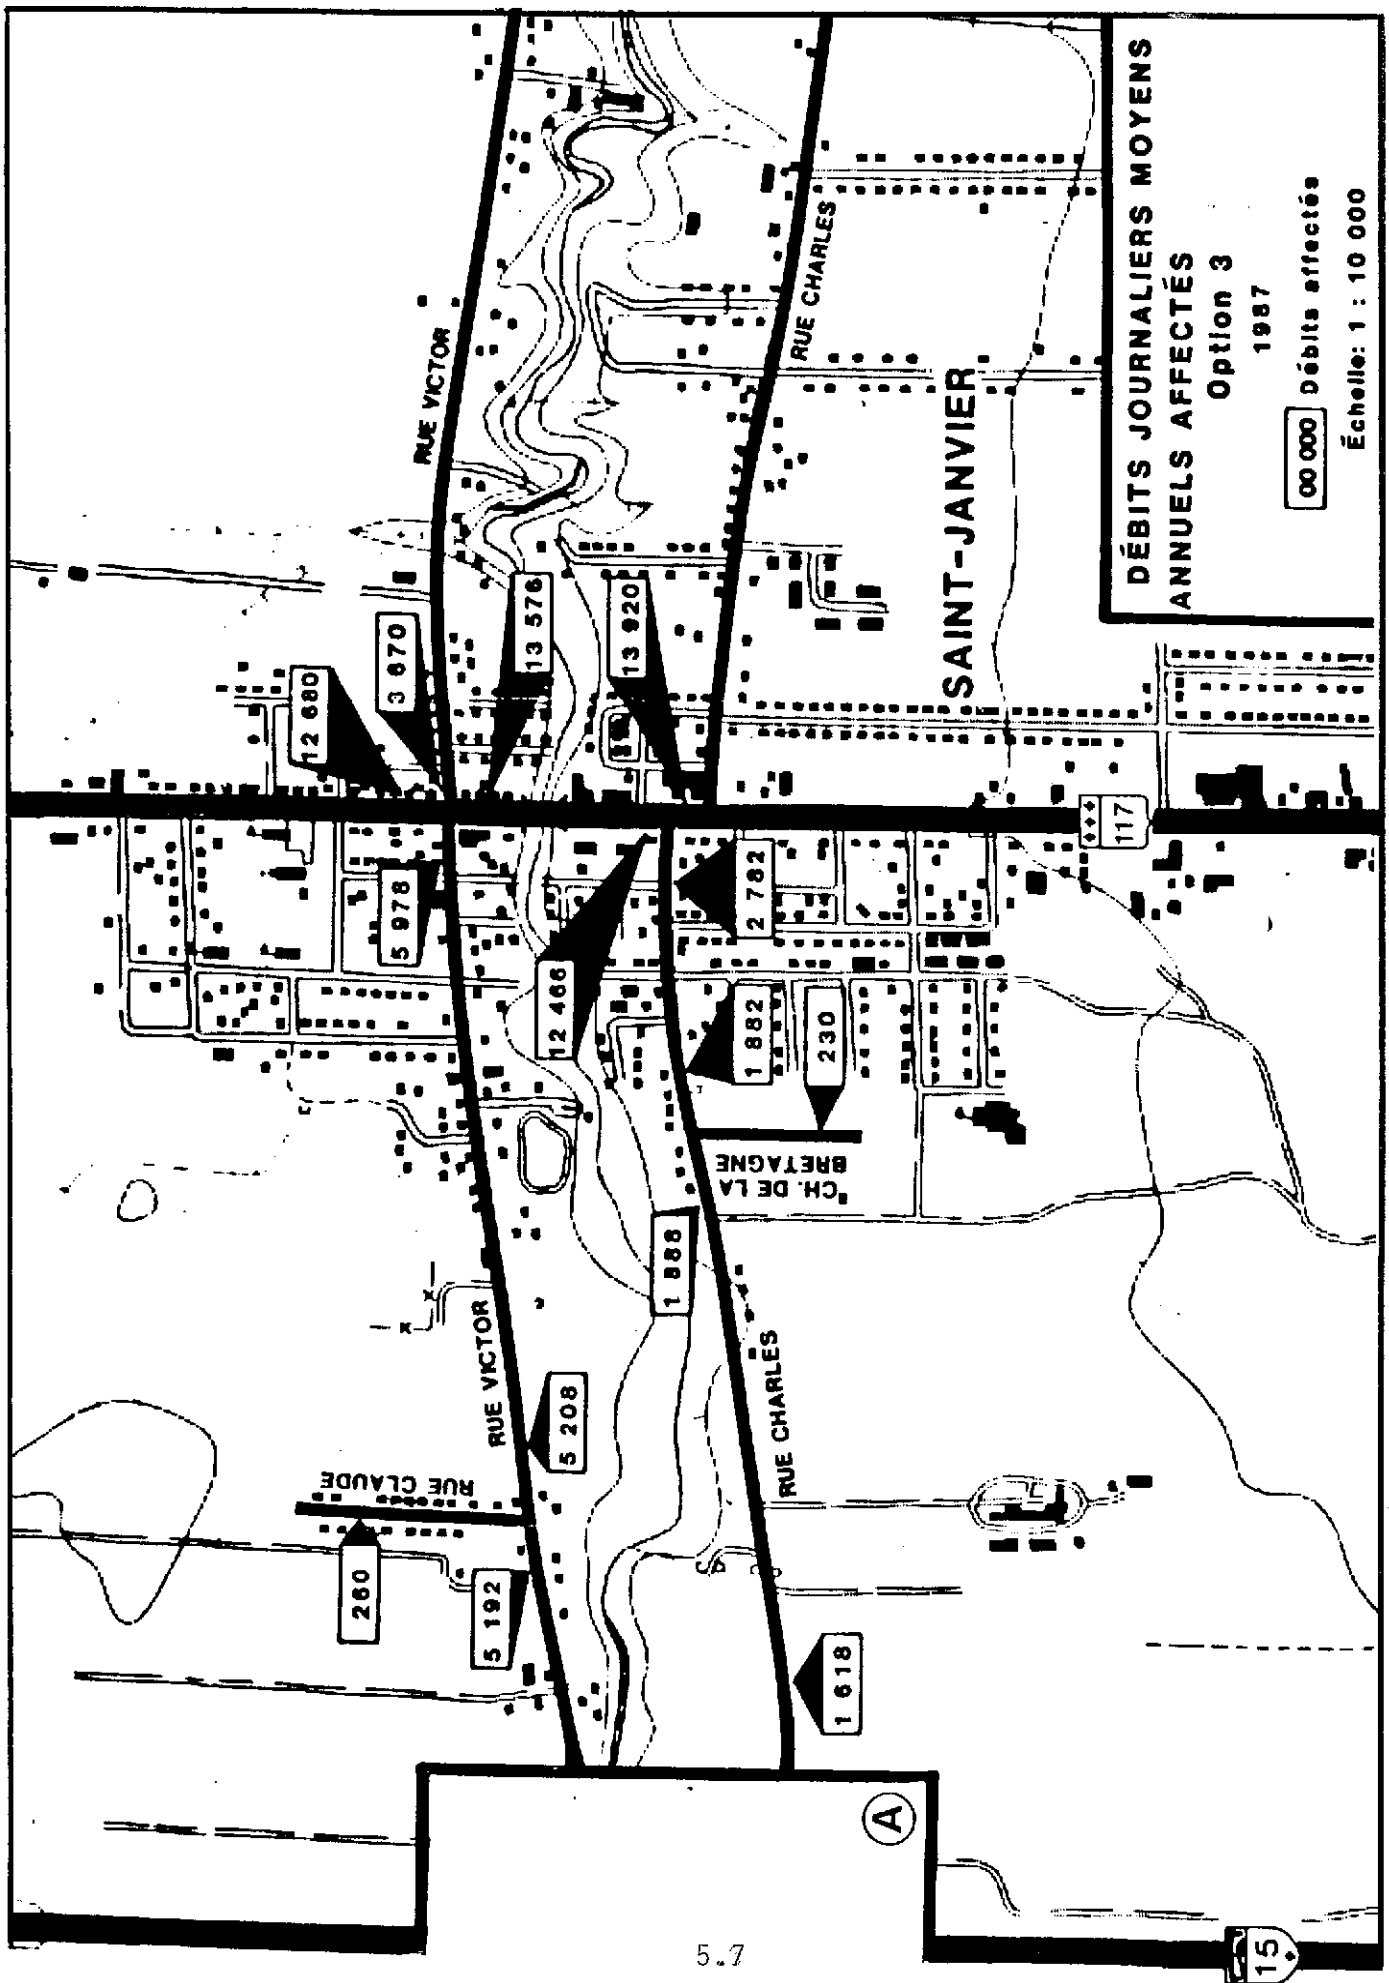 DÉBITS JOURNALIERS MOYENS
ANNUELS AFFECTÉS
Option 3
1987
00 000 Débits affectés
Échelle: 1 : 10 000
SAINT-JANVIER
RUE VICTOR
RUE CHARLES
12 680
3 670
13 576
13 920
5 978
12 466
2 782
1 882
230
CH. DE LA
BRETAGNE
1 888
RUE VICTOR
5 208
RUE CHARLES
RUE CLAUDE
260
5 192
1 618
117
A
15
5.7